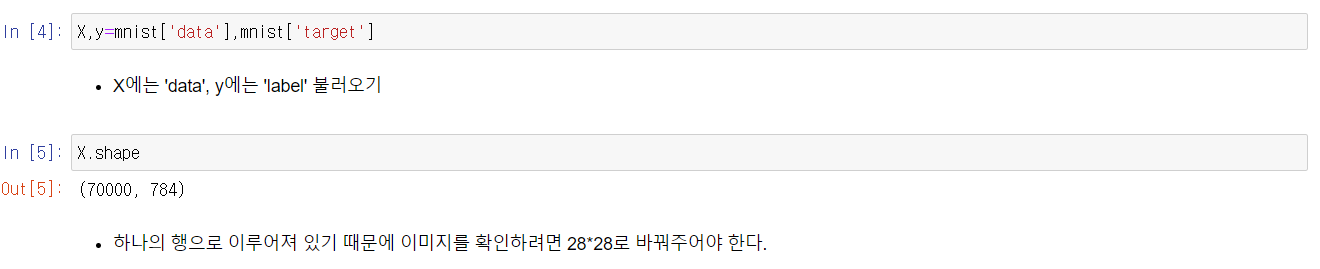 In [4]: X,y=mnist['data'],mnist['target']
• X에는 'data', y에는 'label' 불러오기
In [5]: X.shape
Out[5]: (70000, 784)
• 하나의 행으로 이루어져 있기 때문에 이미지를 확인하려면 28*28로 바꿔주어야 한다.